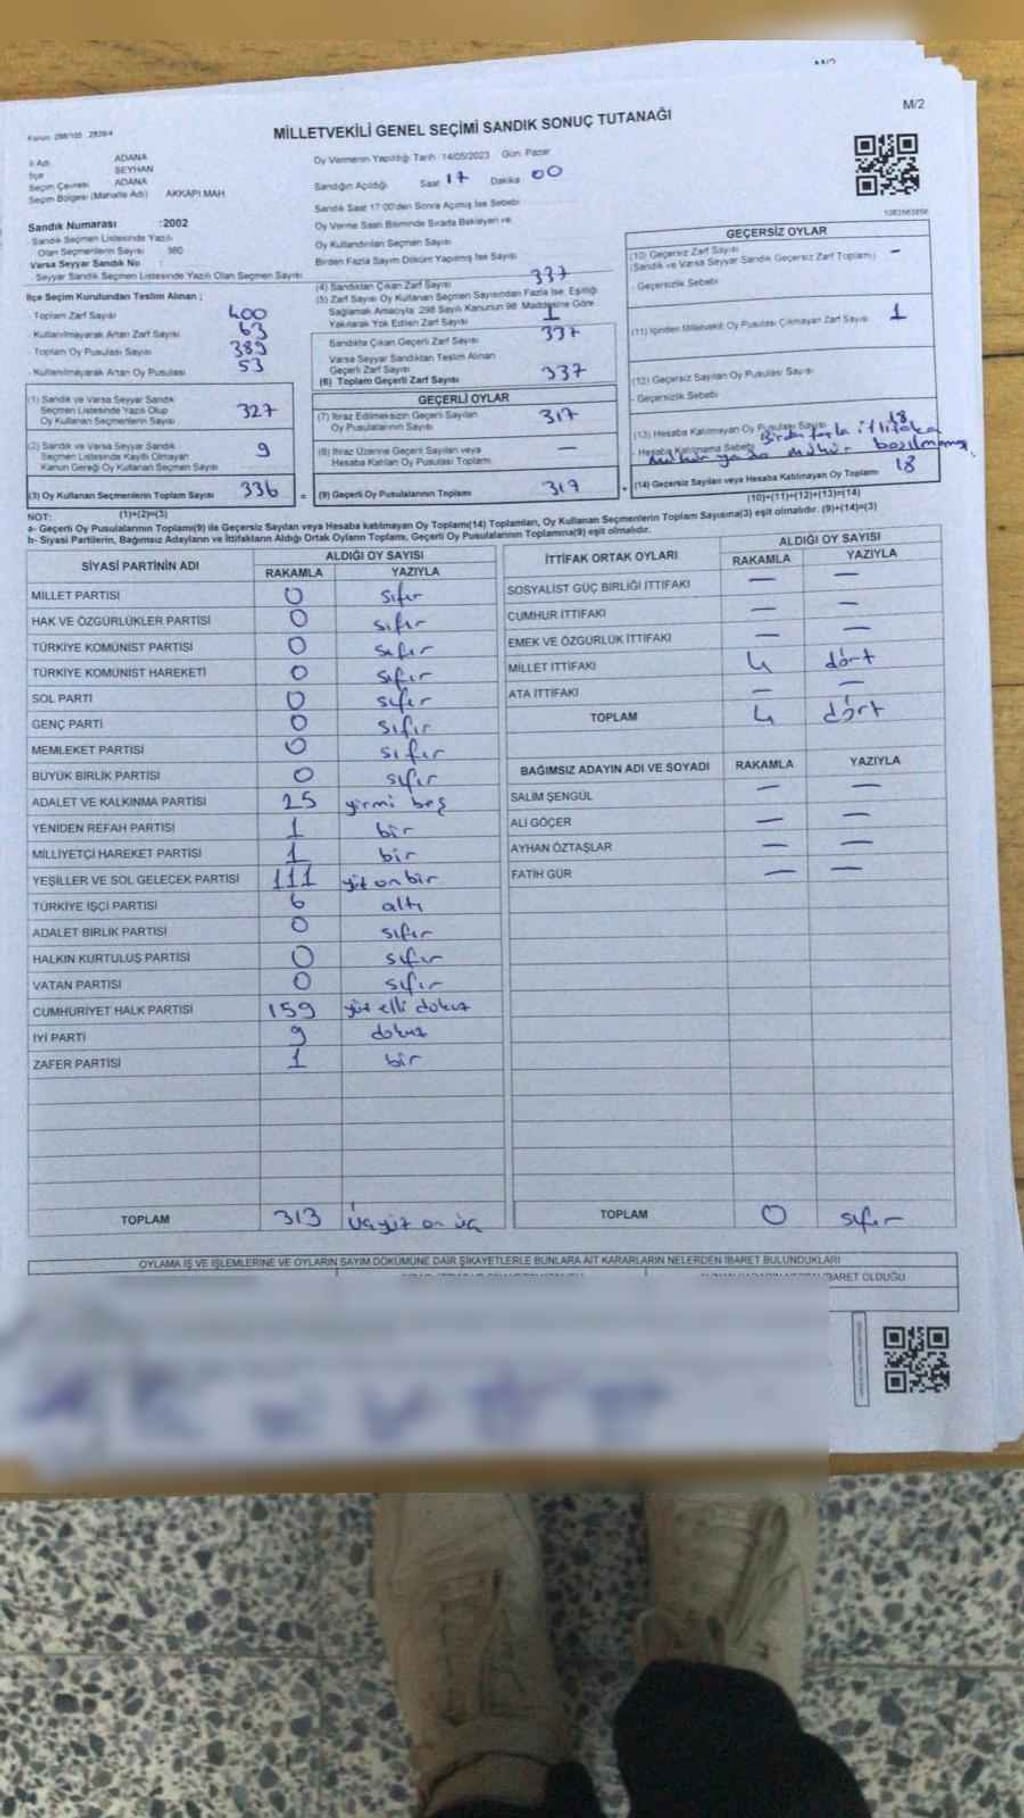 M/2
MİLLETVEKİLİ GENEL SEÇİMİ SANDIK SONUÇ TUTANAĞI
İl Adı ADANA
İlçe SEYHAN
Seçim Çevresi ADANA
Seçim Bölgesi (Mahalle Adı) AKKAPI MAH
Sandık Numarası :2002
Sandık Seçmen Listesinde Yazılı
Olan Seçmenlerin Sayısı 380
Varsa Seyyar Sandık No :
Seyyar Sandık Seçmen Listesinde Yazılı Olan Seçmen Sayısı
Oy Vermenin Yapıldığı Tarih :14/05/2023 Gün: Pazar
Sandığın Açıldığı Saat 17 Dakika 00
Sandık Saat 17:00'den Sonra Açılmış İse Sebebi
Oy Verme Saati Bitiminde Sırada Bekleyen ve
Oy Kullandırılan Seçmen Sayısı
Birden Fazla Sayım Döküm Yapılmış İse Sayısı
İlçe Seçim Kurulundan Teslim Alınan ;
- Toplam Zarf Sayısı 400
- Kullanılmayarak Artan Zarf Sayısı 63
- Toplam Oy Pusulası Sayısı 389
- Kullanılmayarak Artan Oy Pusulası 53
(4) Sandıktan Çıkan Zarf Sayısı 337
(5) Zarf Sayısı Oy Kullanan Seçmen Sayısından Fazla İse, Eşitliği
Sağlamak Amacıyla 298 Sayılı Kanunun 98. Maddesine Göre
Yakılarak Yok Edilen Zarf Sayısı 1
Sandıkta Çıkan Geçerli Zarf Sayısı 337
Varsa Seyyar Sandıktan Teslim Alınan
Geçerli Zarf Sayısı
(6) Toplam Geçerli Zarf Sayısı 337
(1) Sandık ve Varsa Seyyar Sandık
Seçmen Listesinde Yazılı Olup
Oy Kullanan Seçmenlerin Sayısı 327
(2) Sandık ve Varsa Seyyar Sandık
Seçmen Listesinde Kayıtlı Olmayan
Kanun Gereği Oy Kullanan Seçmen Sayısı 9
(3) Oy Kullanan Seçmenlerin Toplam Sayısı 336
(1)+(2)=(3)
GEÇERLİ OYLAR
(7) İtiraz Edilmeksizin Geçerli Sayılan
Oy Pusulalarının Sayısı 317
(8) İtiraz Üzerine Geçerli Sayılan veya
Hesaba Katılan Oy Pusulası Toplamı —
(9) Geçerli Oy Pusulalarının Toplamı 317
GEÇERSİZ OYLAR
(10) Geçersiz Zarf Sayısı -
(Sandık ve Varsa Seyyar Sandık Geçersiz Zarf Toplamı)
- Geçersizlik Sebebi
(11) İçinden Milletvekili Oy Pusulası Çıkmayan Zarf Sayısı 1
(12) Geçersiz Sayılan Oy Pusulası Sayısı
- Geçersizlik Sebebi
(13) Hesaba Katılmayan Oy Pusulası Sayısı 18
- Hesaba Katılmama Sebebi Birden fazla ittifaka
mühür ya da mühür basılmamış
(14) Geçersiz Sayılan veya Hesaba Katılmayan Oy Toplamı 18
(10)+(11)+(12)+(13)=(14)
NOT:
a- Geçerli Oy Pusulalarının Toplamı(9) ile Geçersiz Sayılan veya Hesaba katılmayan Oy Toplamı(14) Toplamları, Oy Kullanan Seçmenlerin Toplam Sayısına(3) eşit olmalıdır. (9)+(14)=(3)
b- Siyasi Partilerin, Bağımsız Adayların ve İttifakların Aldığı Ortak Oyların Toplamı, Geçerli Oy Pusulalarının Toplamına(9) eşit olmalıdır.
SİYASİ PARTİNİN ADI ALDIĞI OY SAYISI
RAKAMLA YAZIYLA
MİLLET PARTİSİ 0 sıfır
HAK VE ÖZGÜRLÜKLER PARTİSİ 0 sıfır
TÜRKİYE KOMÜNİST PARTİSİ 0 sıfır
TÜRKİYE KOMÜNİST HAREKETİ 0 sıfır
SOL PARTİ 0 sıfır
GENÇ PARTİ 0 sıfır
MEMLEKET PARTİSİ 0 sıfır
BÜYÜK BİRLİK PARTİSİ 0 sıfır
ADALET VE KALKINMA PARTİSİ 25 yirmi beş
YENİDEN REFAH PARTİSİ 1 bir
MİLLİYETÇİ HAREKET PARTİSİ 1 bir
YEŞİLLER VE SOL GELECEK PARTİSİ 111 yüz on bir
TÜRKİYE İŞÇİ PARTİSİ 6 altı
ADALET BİRLİK PARTİSİ 0 sıfır
HALKIN KURTULUŞ PARTİSİ 0 sıfır
VATAN PARTİSİ 0 sıfır
CUMHURİYET HALK PARTİSİ 159 yüz elli dokuz
İYİ PARTİ 9 dokuz
ZAFER PARTİSİ 1 bir
TOPLAM 313 üçyüz on üç
İTTİFAK ORTAK OYLARI ALDIĞI OY SAYISI
RAKAMLA YAZIYLA
SOSYALİST GÜÇ BİRLİĞİ İTTİFAKI — —
CUMHUR İTTİFAKI — —
EMEK VE ÖZGÜRLÜK İTTİFAKI — —
MİLLET İTTİFAKI 4 dört
ATA İTTİFAKI — —
TOPLAM 4 dört
BAĞIMSIZ ADAYIN ADI VE SOYADI RAKAMLA YAZIYLA
SALİM ŞENGÜL — —
ALİ GÖÇER — —
AYHAN ÖZTAŞLAR — —
FATİH GÜR — —
TOPLAM 0 sıfır
OYLAMA İŞ VE İŞLEMLERİNE VE OYLARIN SAYIM DÖKÜMÜNE DAİR ŞİKAYETLERLE BUNLARA AİT KARARLARIN NELERDEN İBARET BULUNDUKLARI
İBARET OLDUĞU